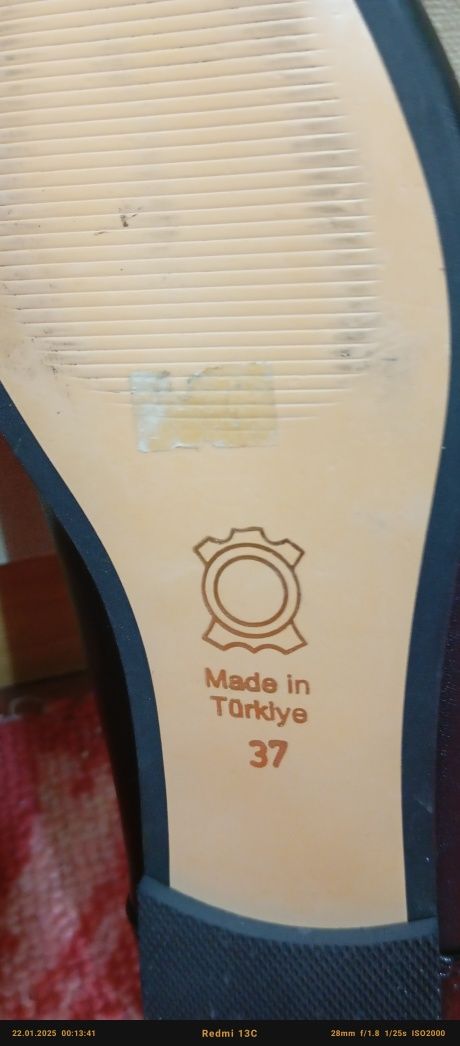 Made in
Türkiye
37
22.01.2025 00:13:41 Redmi 13C 28mm f/1.8 1/25s ISO2000